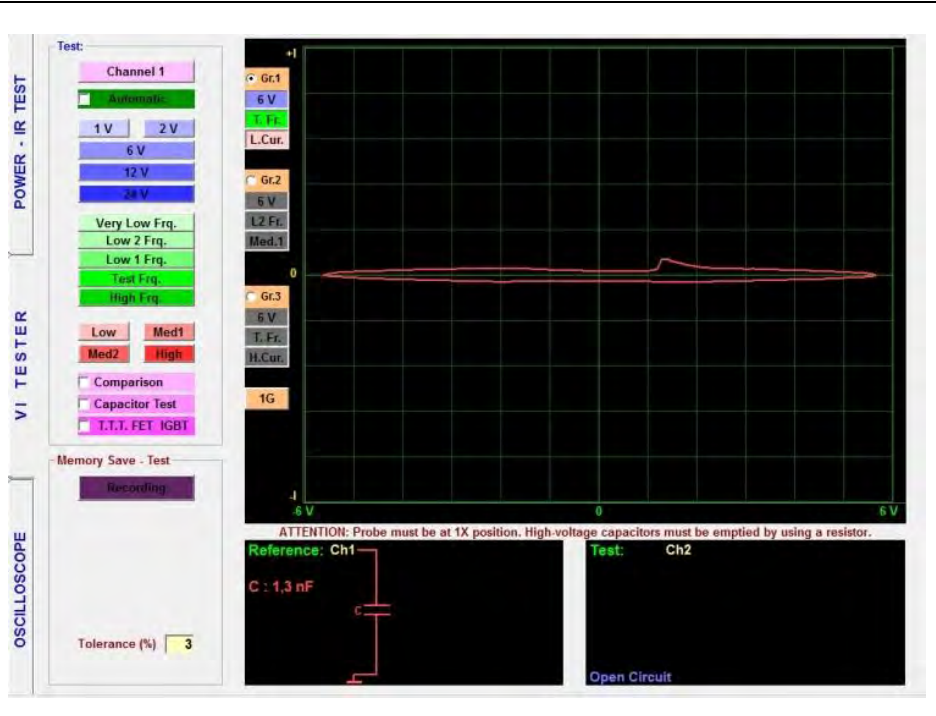 POWER - IR TEST
VI TESTER
OSCILLOSCOPE
Test:
Channel 1
Automatic
1 V 2 V
6 V
12 V
24 V
Very Low Frq.
Low 2 Frq.
Low 1 Frq.
Test Frq.
High Frq.
Low Med1
Med2 High
Comparison
Capacitor Test
T.T.T. FET IGBT
Memory Save - Test
Recording
Tolerance (%) 3
+I
Gr.1
6 V
T. Fr.
L.Cur.
Gr.2
6 V
L2 Fr.
Med.1
0
Gr.3
6 V
T. Fr.
H.Cur.
1G
-I
-6 V 0 6 V
ATTENTION: Probe must be at 1X position. High-voltage capacitors must be emptied by using a resistor.
Reference: Ch1
C : 1,3 nF
C
Test: Ch2
Open Circuit